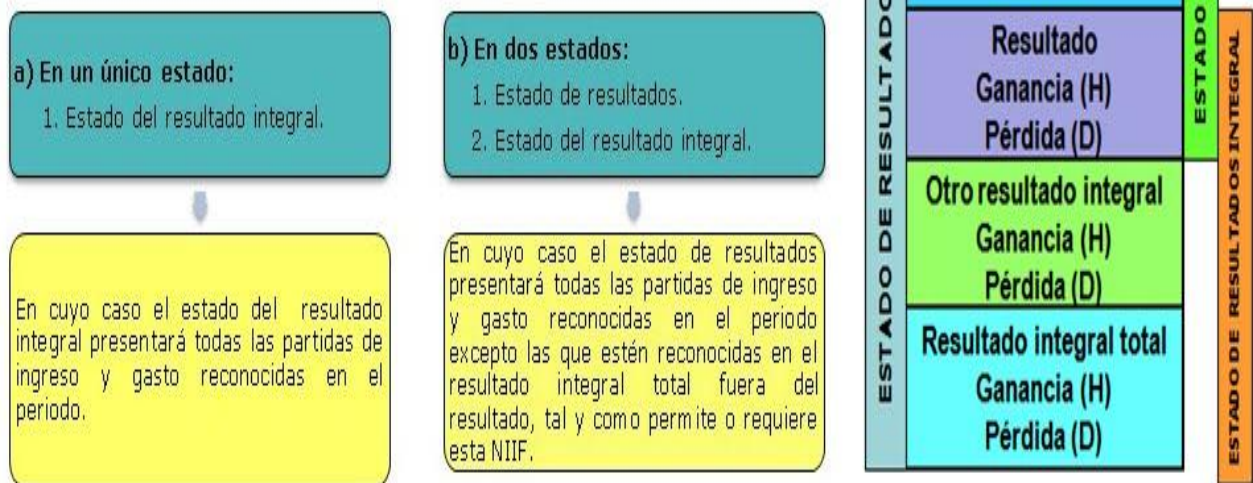 a) En un único estado:
1. Estado del resultado integral.
En cuyo caso el estado del resultado
integral presentará todas las partidas de
ingreso y gasto reconocidas en el
periodo.
b) En dos estados:
1. Estado de resultados.
2. Estado del resultado integral.
En cuyo caso el estado de resultados
presentará todas las partidas de ingreso
y gasto reconocidas en el periodo
excepto las que estén reconocidas en el
resultado integral total fuera del
resultado, tal y como permite o requiere
esta NIIF.
ESTADO DE RESULTADO
Resultado
Ganancia (H)
Pérdida (D)
Otro resultado integral
Ganancia (H)
Pérdida (D)
Resultado integral total
Ganancia (H)
Pérdida (D)
ESTADO
ESTADO DE RESULTADOS INTEGRAL